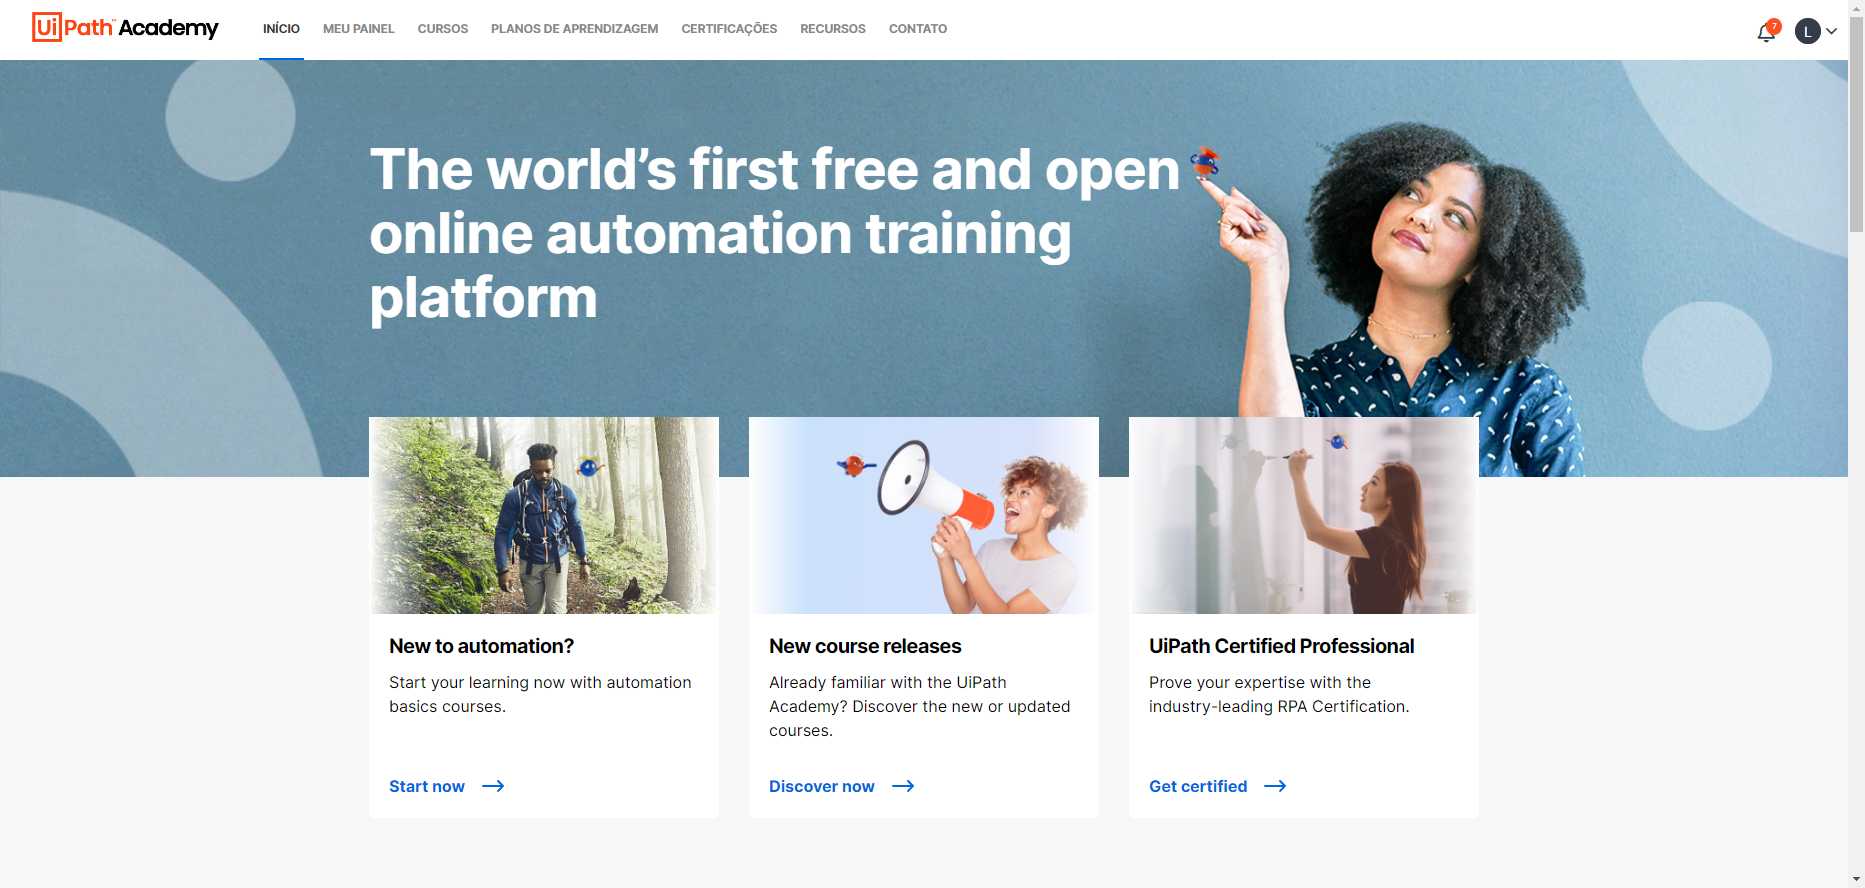 UiPath Academy
INÍCIO MEU PAINEL CURSOS PLANOS DE APRENDIZAGEM CERTIFICAÇÕES RECURSOS CONTATO
7
L
The world's first free and open
online automation training
platform
New to automation?
Start your learning now with automation
basics courses.
Start now
New course releases
Already familiar with the UiPath
Academy? Discover the new or updated
courses.
Discover now
UiPath Certified Professional
Prove your expertise with the
industry-leading RPA Certification.
Get certified